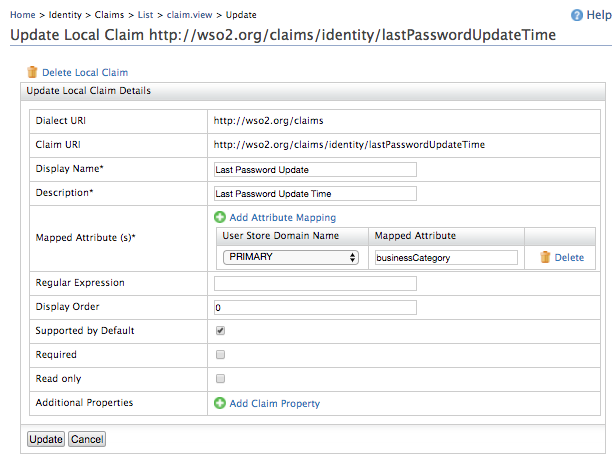 Home > Identity > Claims > List > claim.view > Update
Help
Update Local Claim http://wso2.org/claims/identity/lastPasswordUpdateTime
Delete Local Claim
Update Local Claim Details
Dialect URI http://wso2.org/claims
Claim URI http://wso2.org/claims/identity/lastPasswordUpdateTime
Display Name* Last Password Update
Description* Last Password Update Time
Mapped Attribute (s)*
Add Attribute Mapping
User Store Domain Name Mapped Attribute
PRIMARY businessCategory Delete
Regular Expression
Display Order 0
Supported by Default
Required
Read only
Additional Properties Add Claim Property
Update Cancel